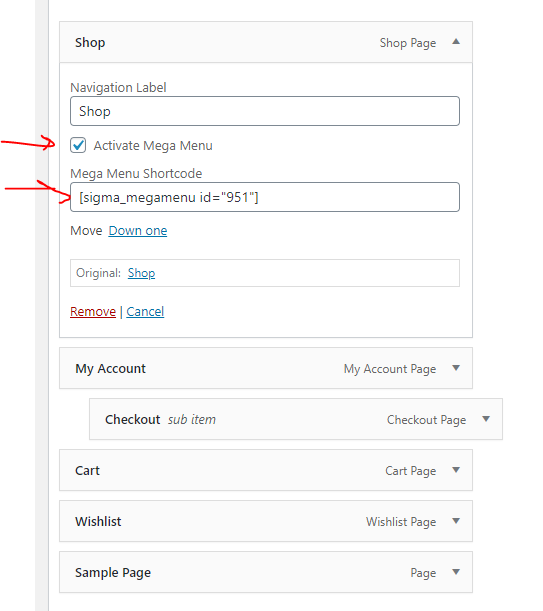 Shop Shop Page
Navigation Label
Shop
Activate Mega Menu
Mega Menu Shortcode
[sigma_megamenu id="951"]
Move Down one
Original: Shop
Remove | Cancel
My Account My Account Page
Checkout sub item Checkout Page
Cart Cart Page
Wishlist Wishlist Page
Sample Page Page